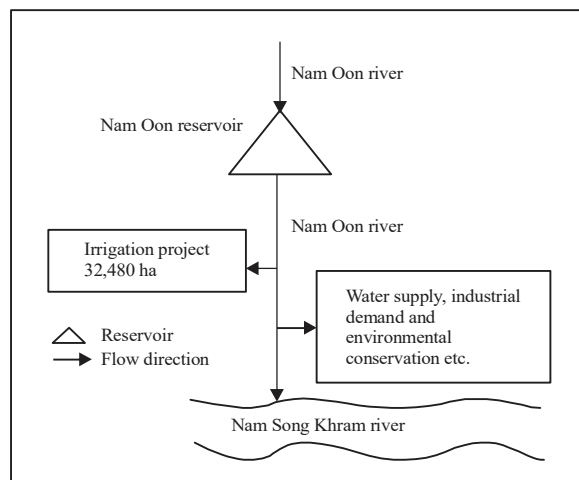 Nam Oon river
Nam Oon reservoir
Nam Oon river
Irrigation project
32,480 ha
Water supply, industrial
demand and
environmental
conservation etc.
Reservoir
Flow direction
Nam Song Khram river